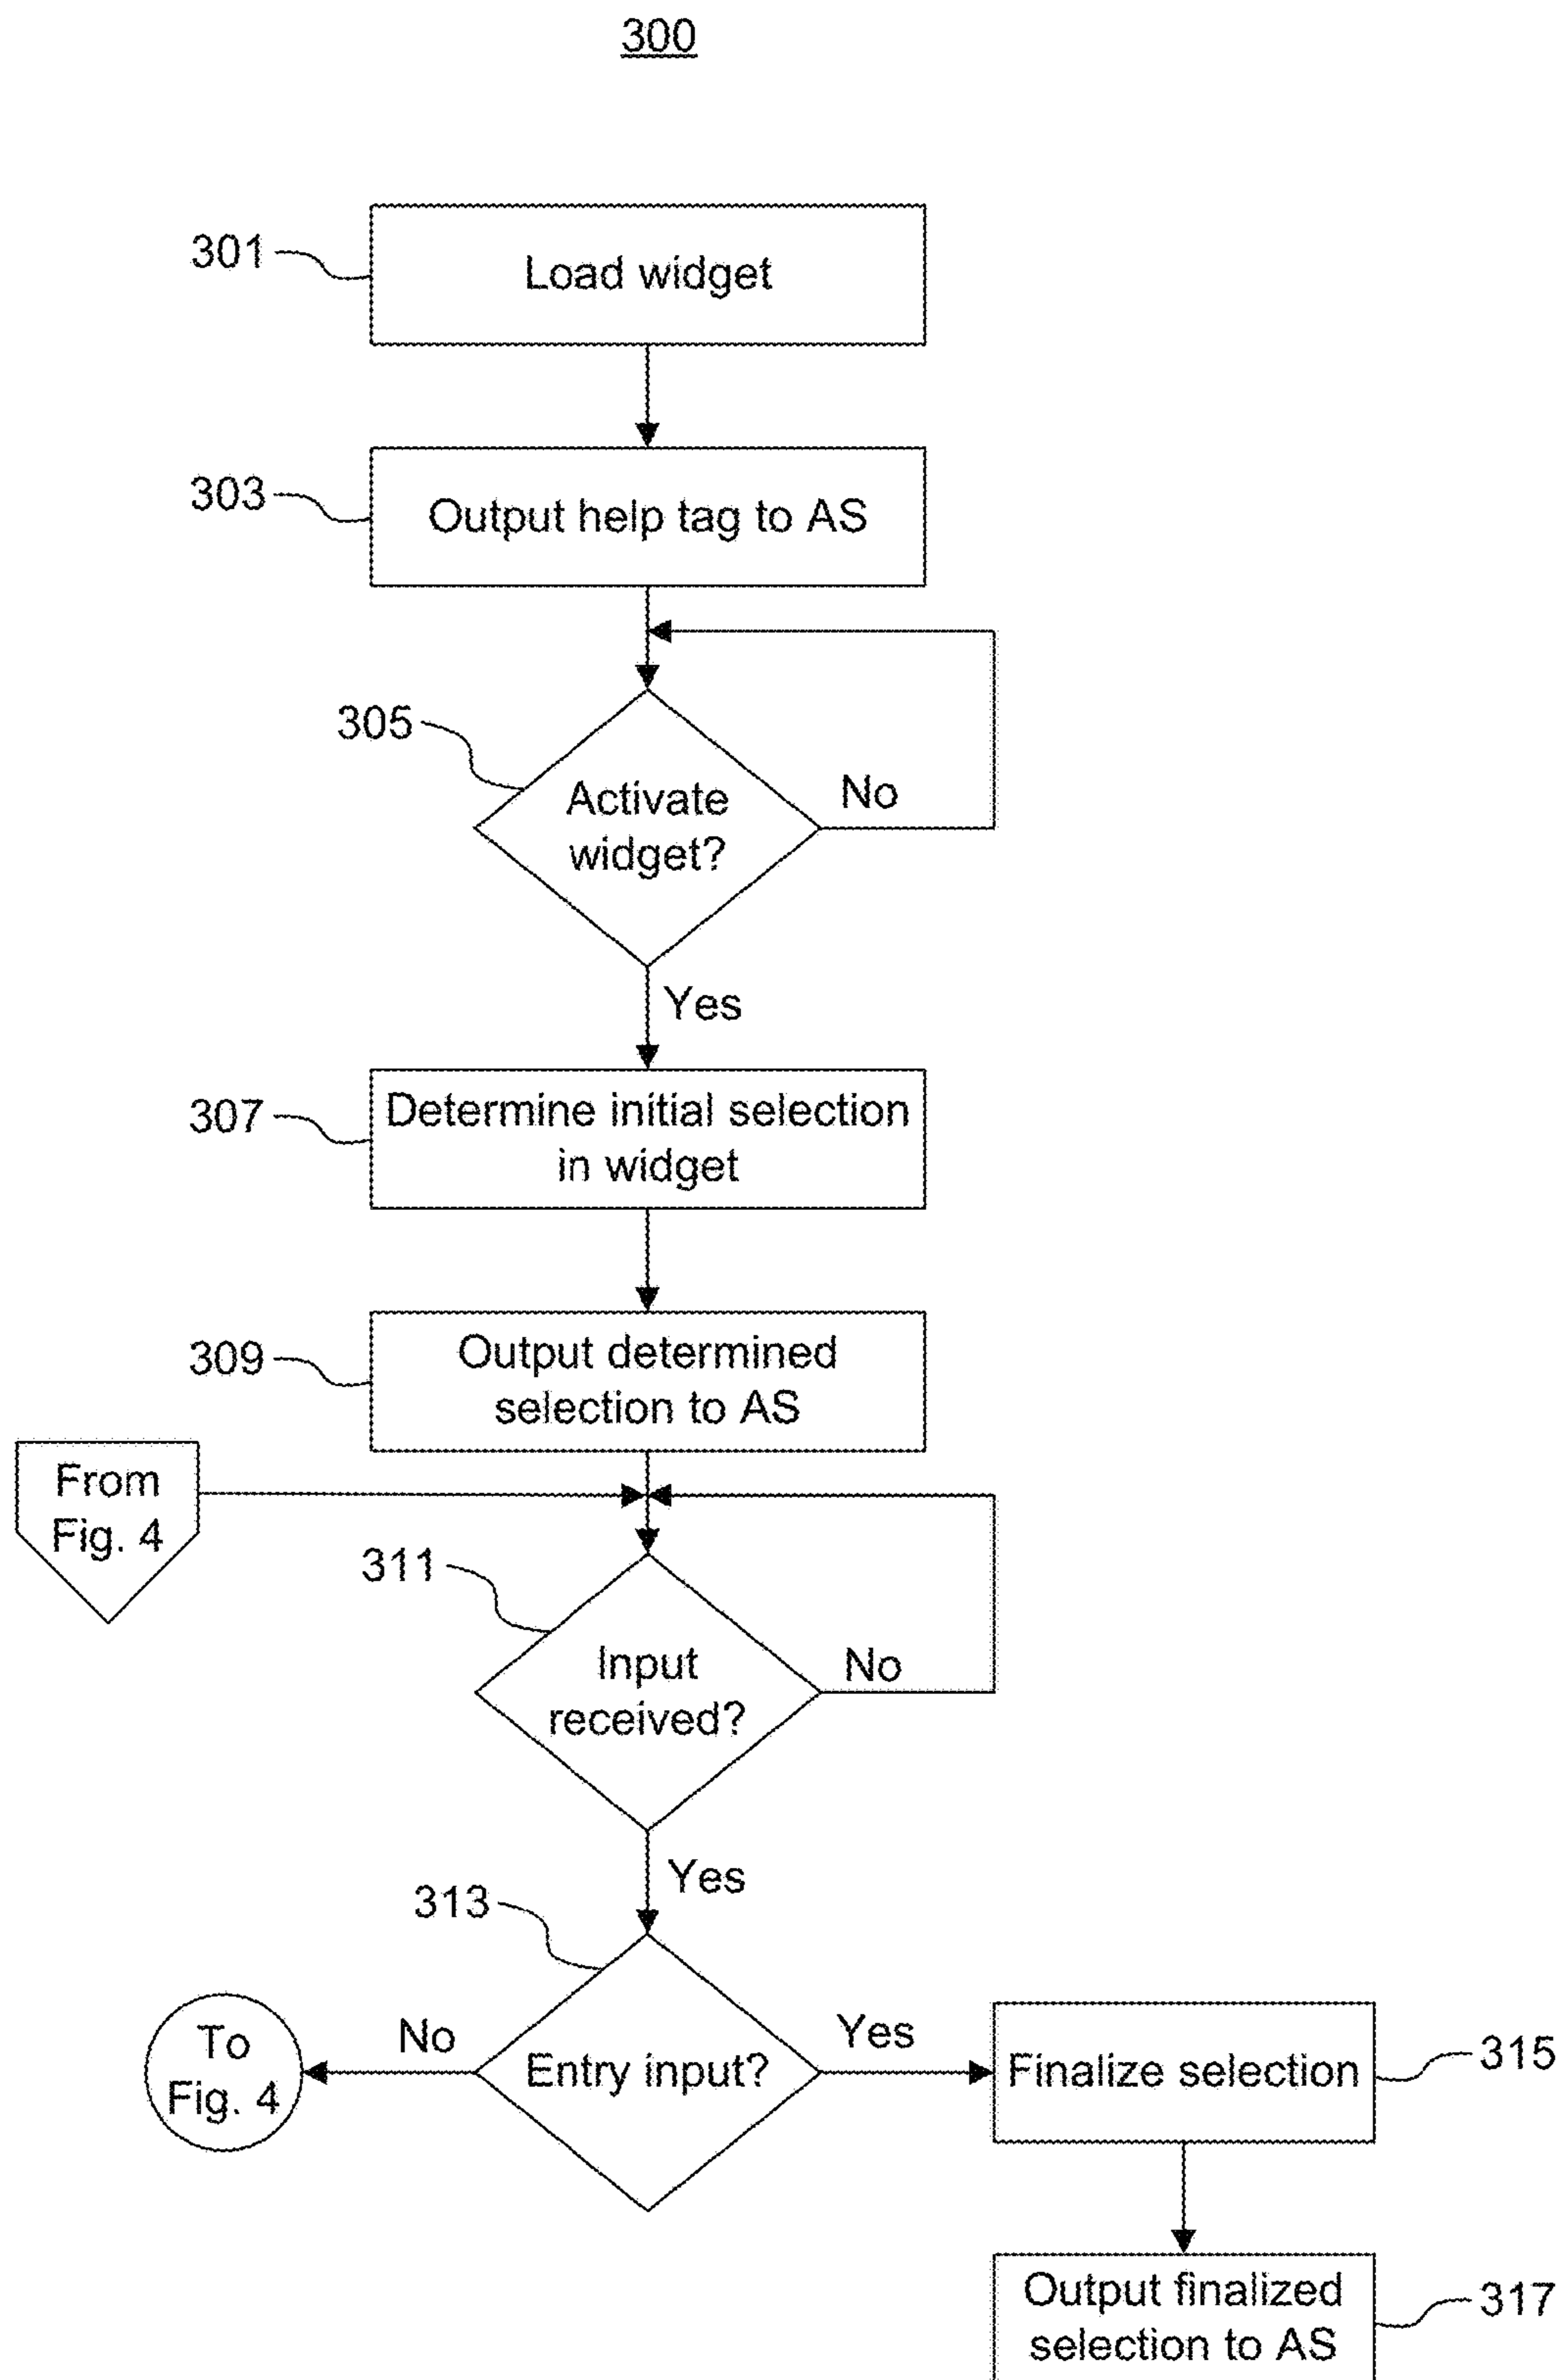 300
301
Load widget
303
Output help tag to AS
305
Activate
widget?
No
Yes
307
Determine initial selection
in widget
309
Output determined
selection to AS
From
Fig. 4
311
Input
received?
No
Yes
313
To
Fig. 4
No
Entry input?
Yes
Finalize selection
315
Output finalized
selection to AS
317